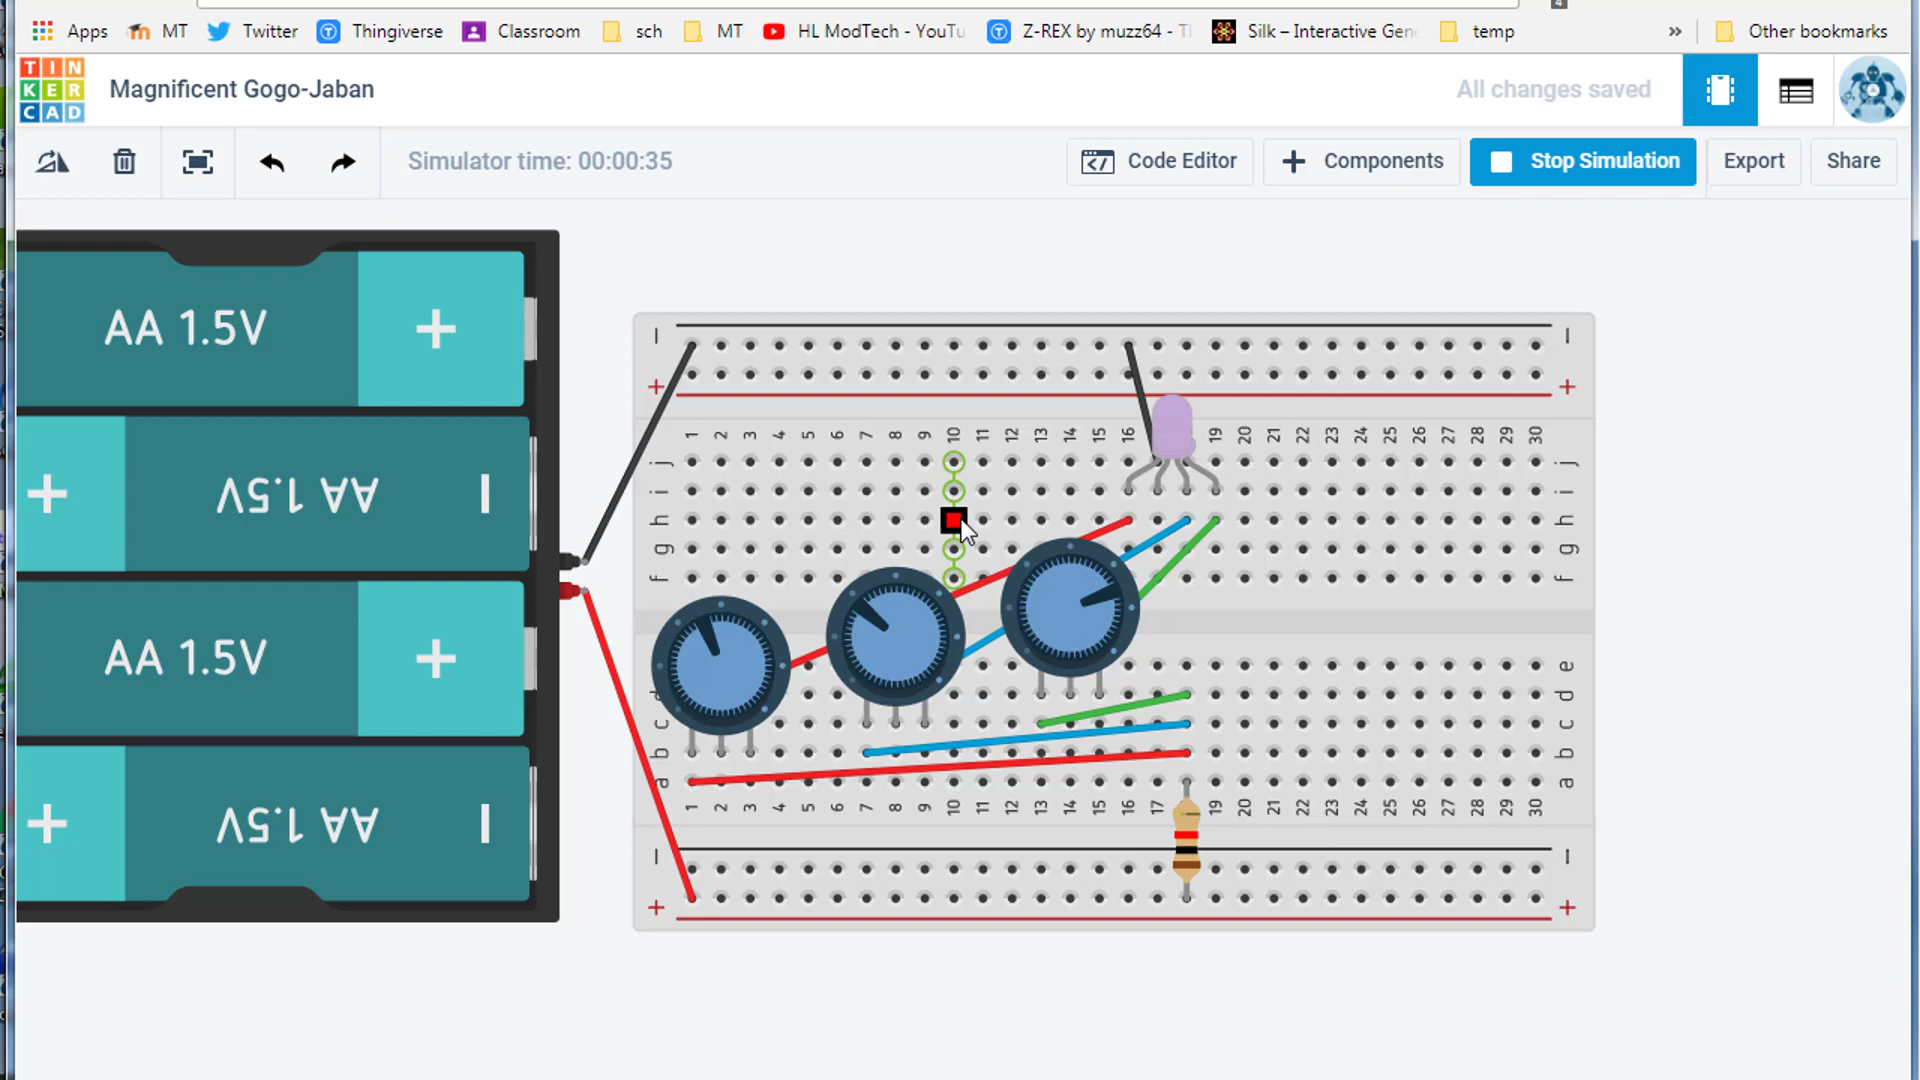 4
Apps MT Twitter Thingiverse Classroom sch MT HL ModTech - YouTu Z-REX by muzz64 - T Silk – Interactive Gen temp » Other bookmarks
TIN
KER
CAD
Magnificent Gogo-Jaban
All changes saved
Simulator time: 00:00:35
Code Editor
+ Components
Stop Simulation
Export
Share
AA 1.5V +
+ AA 1.5V −
AA 1.5V +
+ AA 1.5V −
− −
+ +
1 2 3 4 5 6 7 8 9 10 11 12 13 14 15 16 19 20 21 22 23 24 25 26 27 28 29 30
j j
i i
h h
g g
f f
e
d d
c c
b b
a a
1 2 3 4 5 6 7 8 9 10 11 12 13 14 15 16 17 19 20 21 22 23 24 25 26 27 28 29 30
− −
+ +